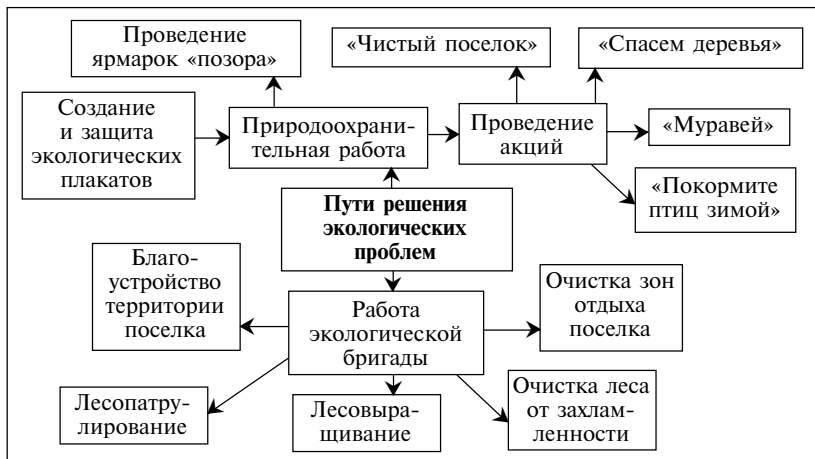 Проведение
ярмарок «позора»
«Чистый поселок»
«Спасем деревья»
Создание
и защита
экологических
плакатов
Природоохрани-
тельная работа
Проведение
акций
«Муравей»
«Покормите
птиц зимой»
Пути решения
экологических
проблем
Благо-
устройство
территории
поселка
Работа
экологической
бригады
Очистка зон
отдыха
поселка
Лесопатру-
лирование
Лесовыра-
щивание
Очистка леса
от захлам-
ленности